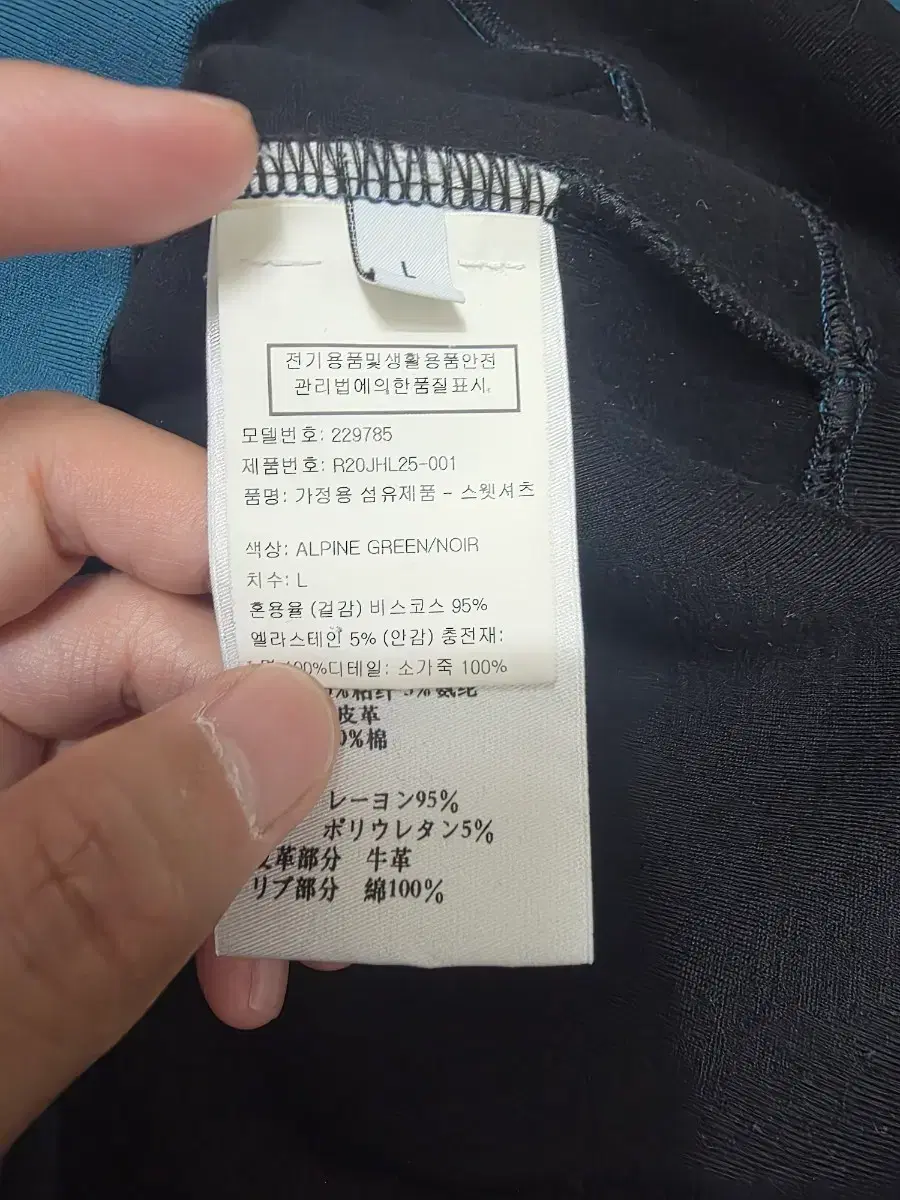 L
전기용품및생활용품안전
관리법에의한품질표시.
모델번호: 229785
제품번호: R20JHL25-001
품명: 가정용 섬유제품 - 스웻셔츠
색상: ALPINE GREEN/NOIR
치수: L
혼용율 (겉감) 비스코스 95%
엘라스테인 5% (안감) 충전재:
디테일: 소가죽 100%
皮革
棉
レーヨン95%
ポリウレタン5%
革部分 牛革
リブ部分 綿100%